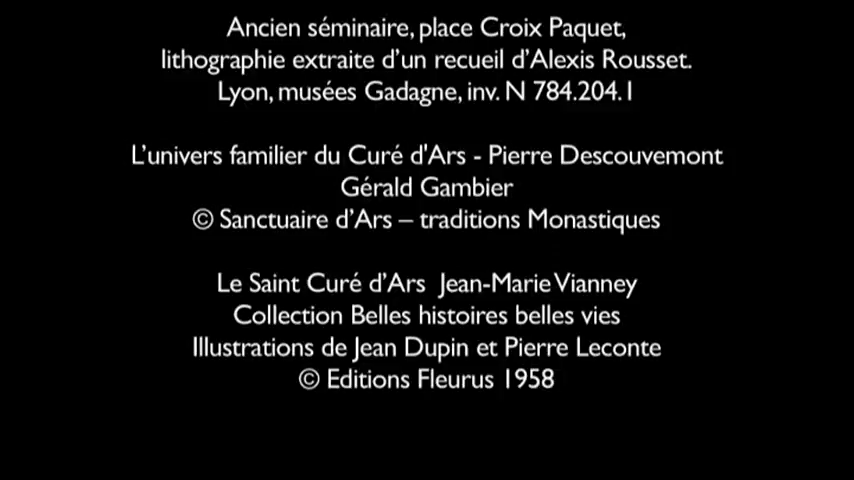 Ancien séminaire, place Croix Paquet,
lithographie extraite d’un recueil d’Alexis Rousset.
Lyon, musées Gadagne, inv. N 784.204.1
L’univers familier du Curé d'Ars - Pierre Descouvemont
Gérald Gambier
© Sanctuaire d’Ars – traditions Monastiques
Le Saint Curé d’Ars Jean-Marie Vianney
Collection Belles histoires belles vies
Illustrations de Jean Dupin et Pierre Leconte
© Editions Fleurus 1958